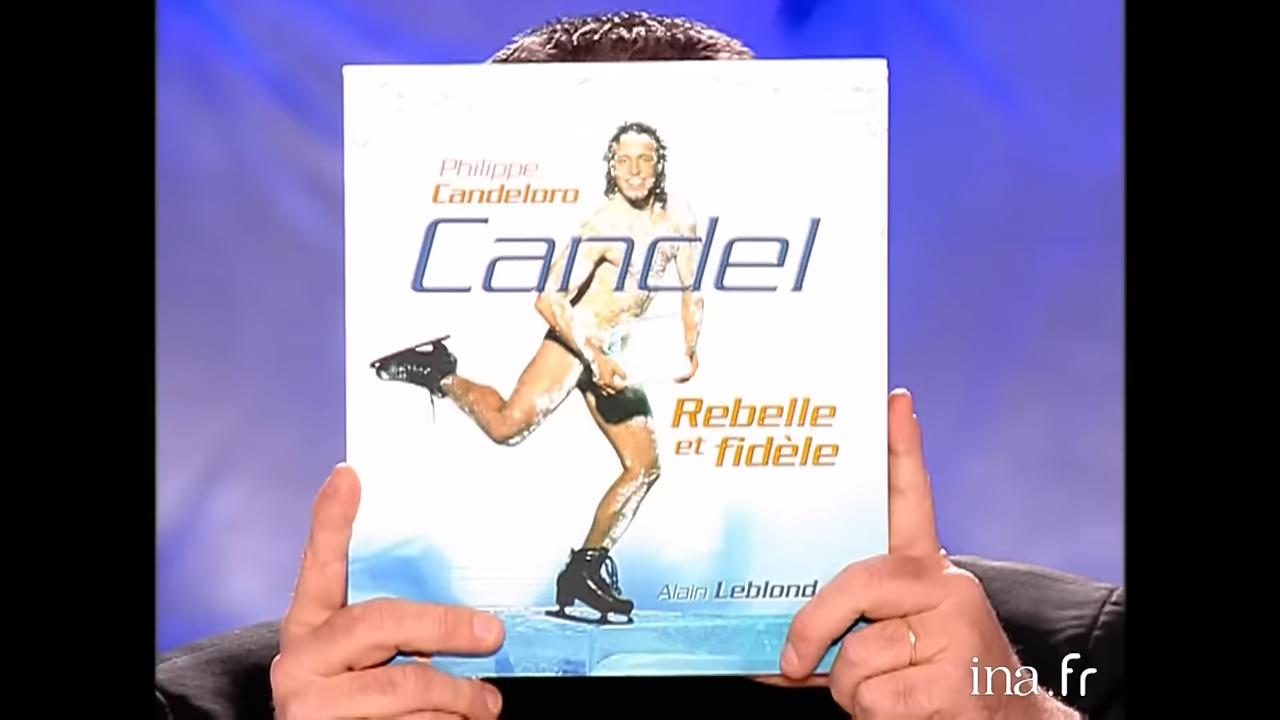 Philippe
Candeloro
Candel
Rebelle
et fidèle
Alain Leblond
ina.fr